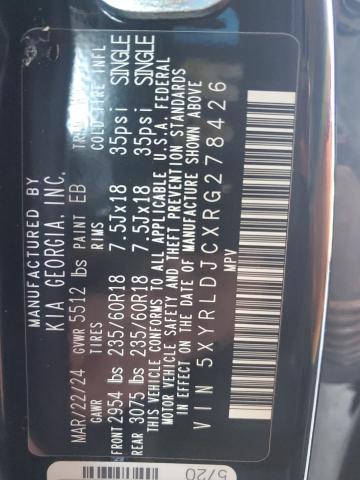 MANUFACTURED BY
KIA GEORGIA, INC.
MAR/22/24 GVWR 5512 lbs PAINT EB
GAWR TIRES RIMS COLD TIRE INFL
FRONT 2954 lbs 235/60R18 7.5Jx18 35psi SINGLE
REAR 3075 lbs 235/60R18 7.5Jx18 35psi SINGLE
THIS VEHICLE CONFORMS TO ALL APPLICABLE U.S.A. FEDERAL
MOTOR VEHICLE SAFETY AND THEFT PREVENTION STANDARDS
IN EFFECT ON THE DATE OF MANUFACTURE SHOWN ABOVE
VIN 5XYRLDJCXRG278426
MPV
5/20